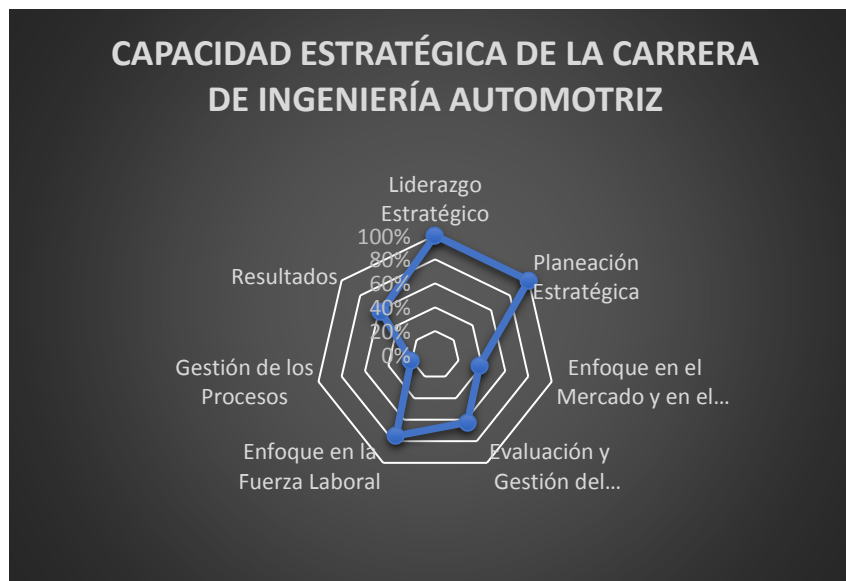 CAPACIDAD ESTRATÉGICA DE LA CARRERA
DE INGENIERÍA AUTOMOTRIZ
Liderazgo
Estratégico
100%
80%
60%
40%
20%
0%
Planeación
Estratégica
Enfoque en el
Mercado y en el…
Evaluación y
Gestión del…
Enfoque en la
Fuerza Laboral
Gestión de los
Procesos
Resultados